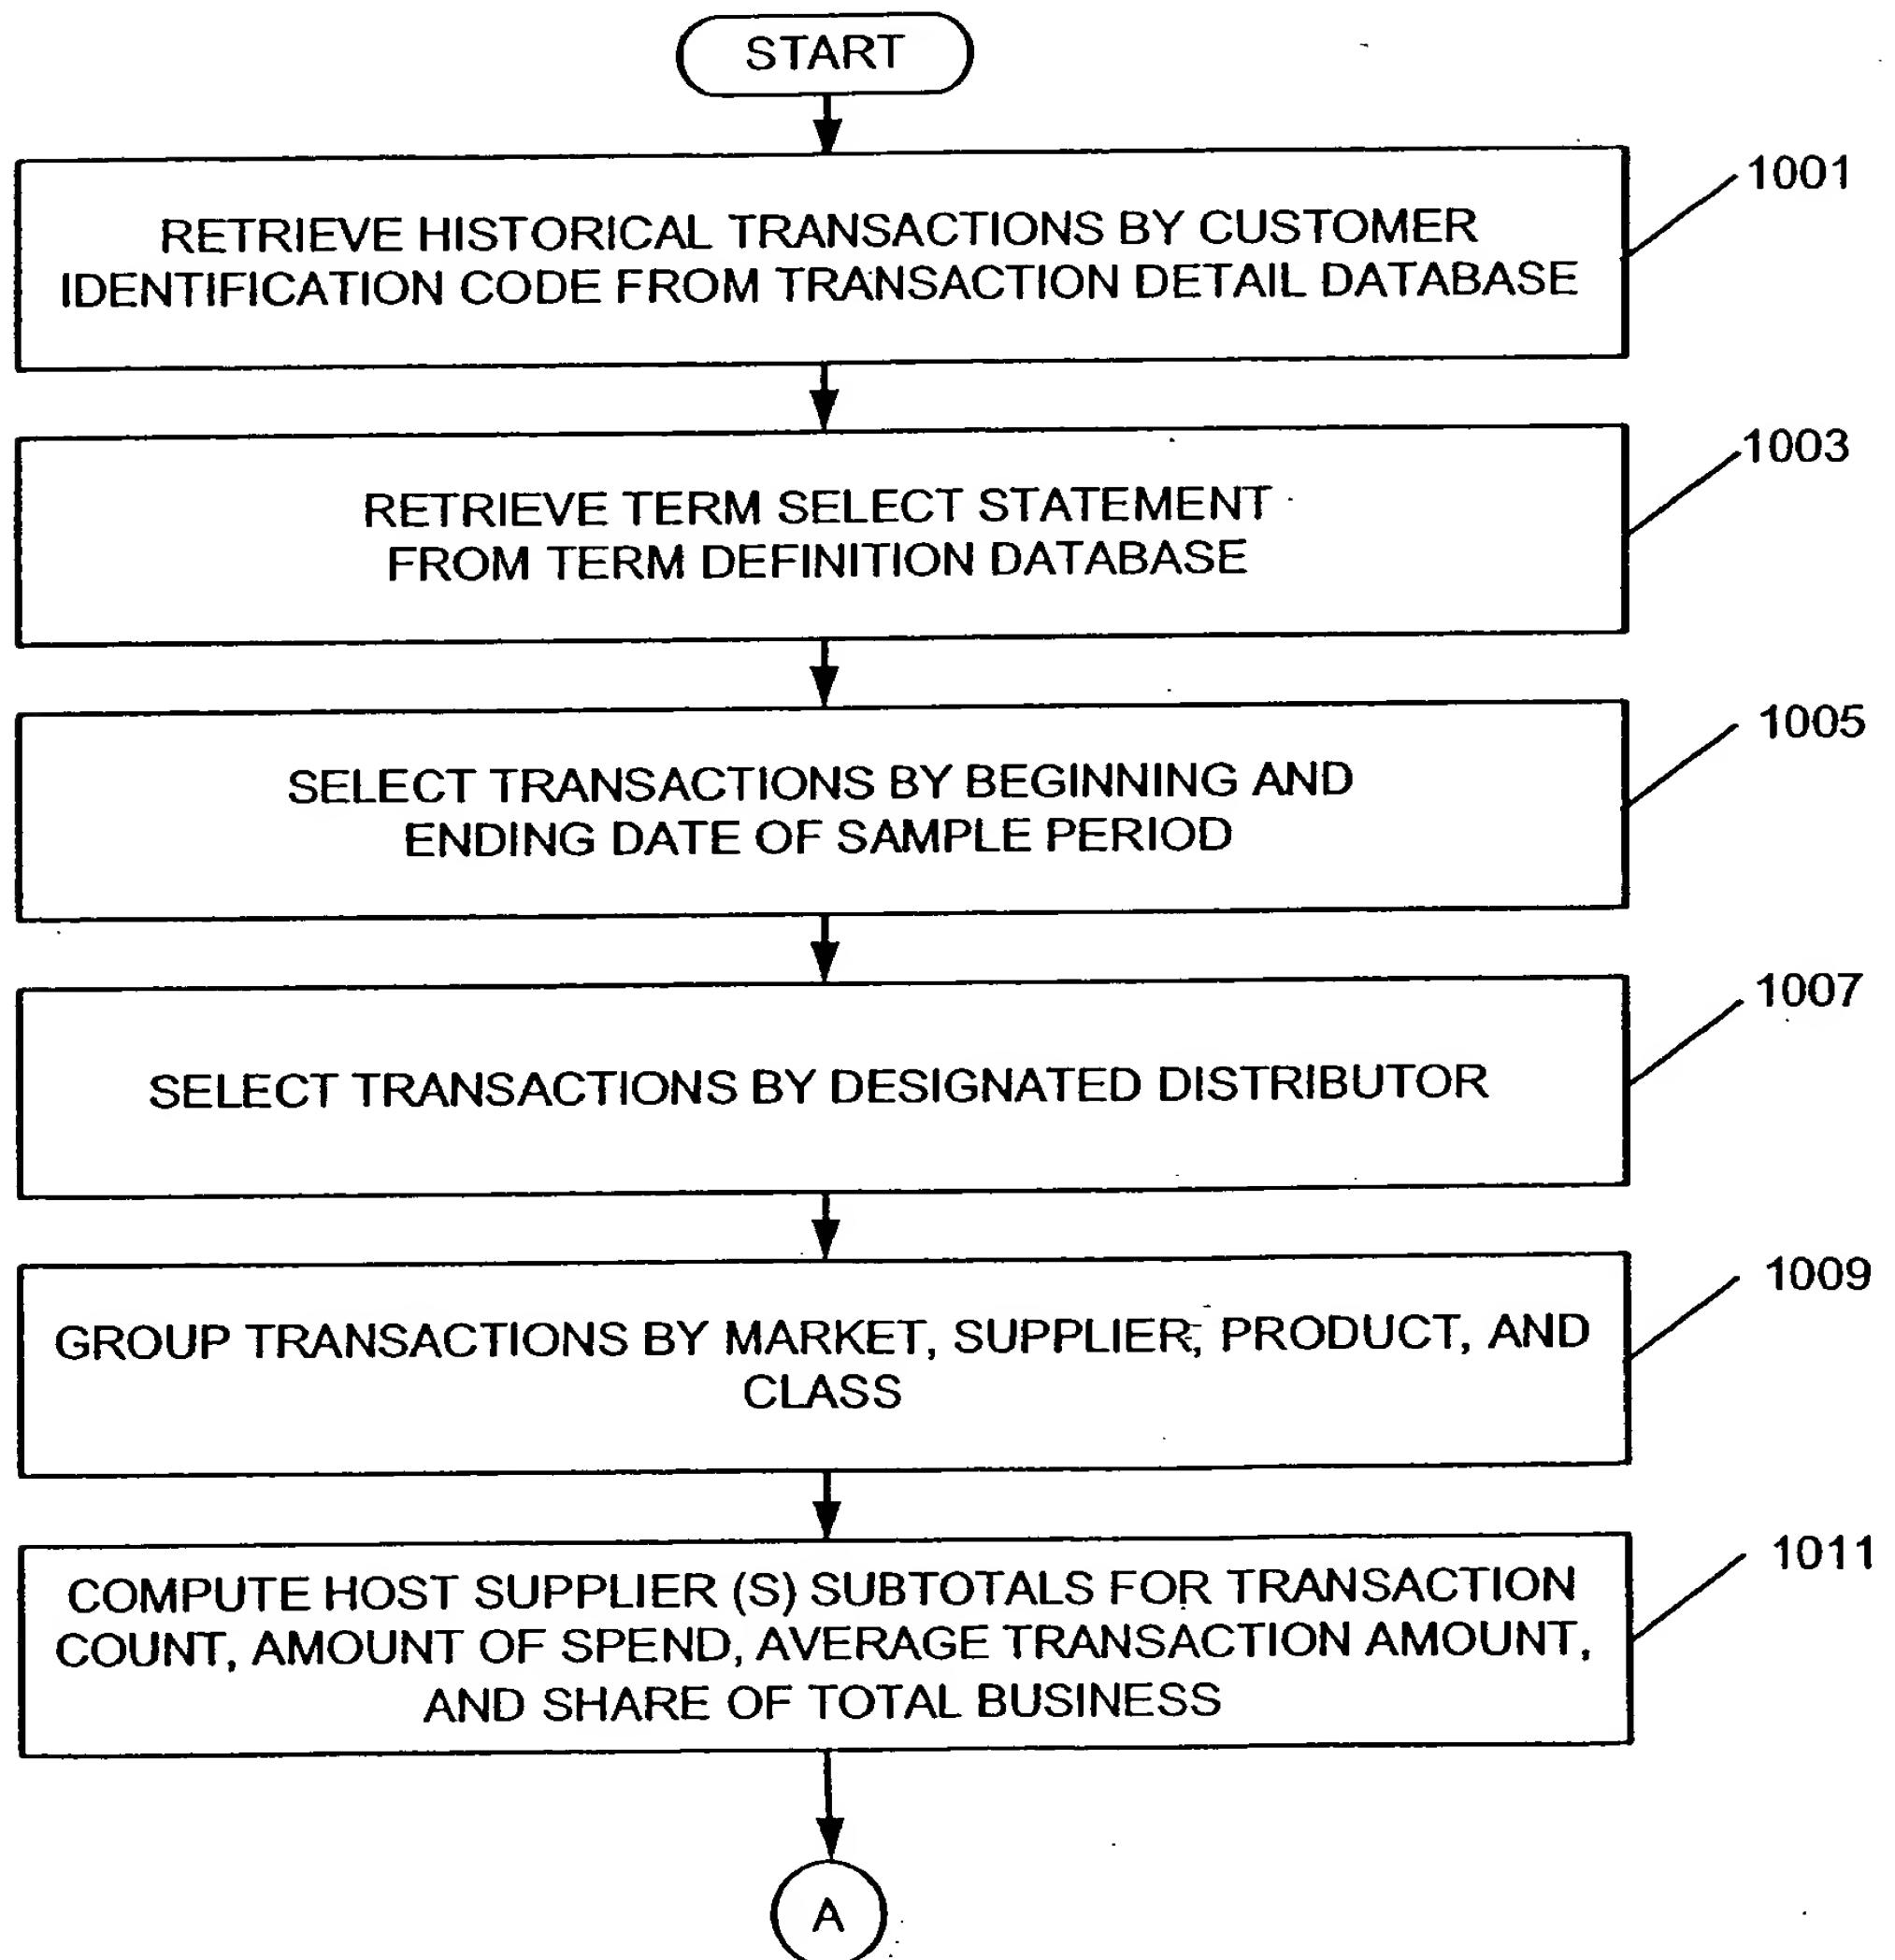 START
1001
RETRIEVE HISTORICAL TRANSACTIONS BY CUSTOMER
IDENTIFICATION CODE FROM TRANSACTION DETAIL DATABASE
1003
RETRIEVE TERM SELECT STATEMENT
FROM TERM DEFINITION DATABASE
1005
SELECT TRANSACTIONS BY BEGINNING AND
ENDING DATE OF SAMPLE PERIOD
1007
SELECT TRANSACTIONS BY DESIGNATED DISTRIBUTOR
1009
GROUP TRANSACTIONS BY MARKET, SUPPLIER, PRODUCT, AND
CLASS
1011
COMPUTE HOST SUPPLIER (S) SUBTOTALS FOR TRANSACTION
COUNT, AMOUNT OF SPEND, AVERAGE TRANSACTION AMOUNT,
AND SHARE OF TOTAL BUSINESS
A